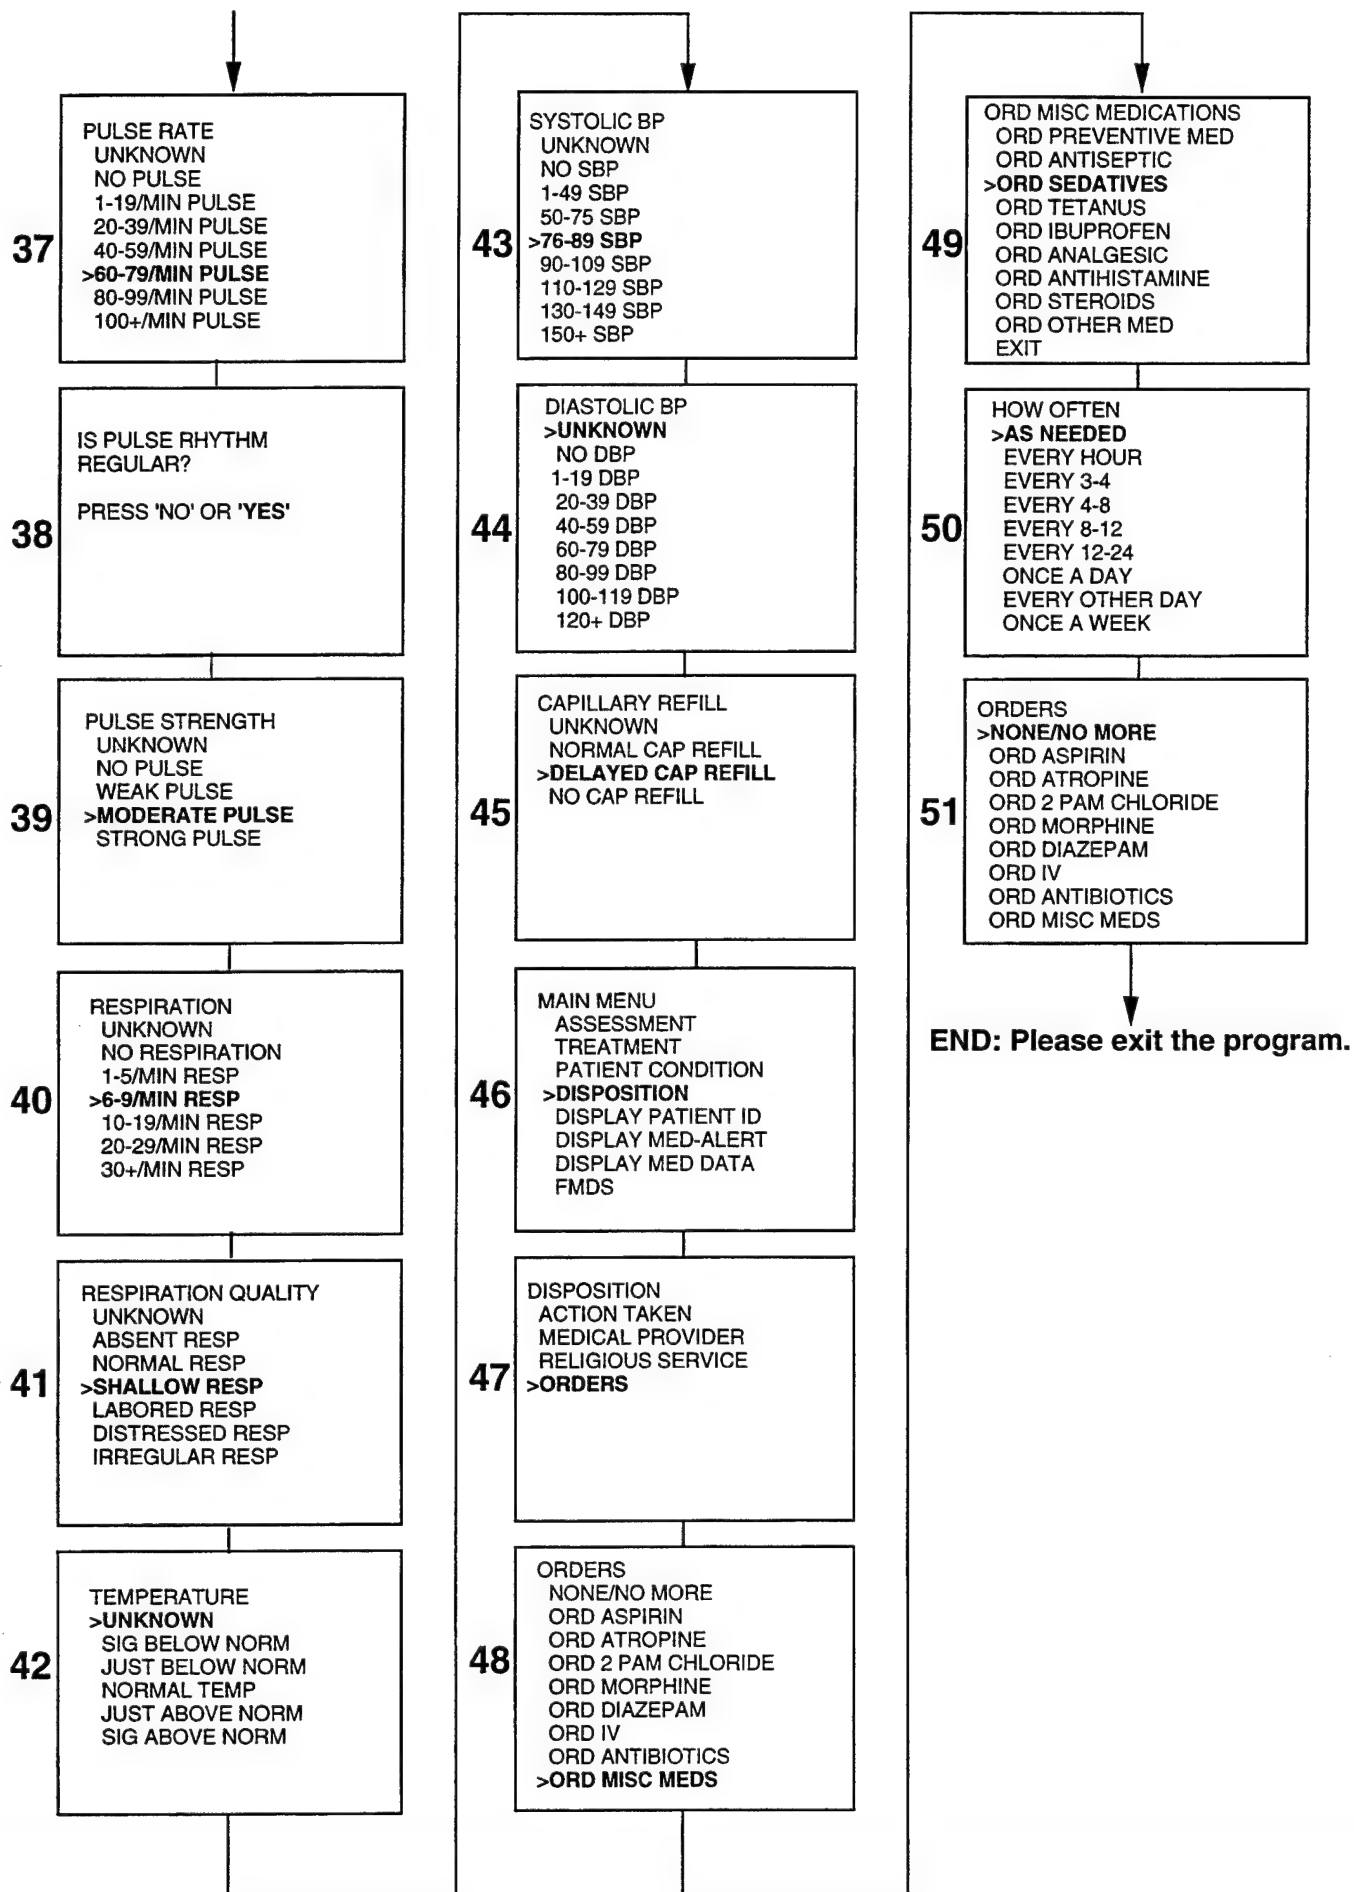 37
PULSE RATE
UNKNOWN
NO PULSE
1-19/MIN PULSE
20-39/MIN PULSE
40-59/MIN PULSE
>60-79/MIN PULSE
80-99/MIN PULSE
100+/MIN PULSE
38
IS PULSE RHYTHM
REGULAR?
PRESS 'NO' OR 'YES'
39
PULSE STRENGTH
UNKNOWN
NO PULSE
WEAK PULSE
>MODERATE PULSE
STRONG PULSE
40
RESPIRATION
UNKNOWN
NO RESPIRATION
1-5/MIN RESP
>6-9/MIN RESP
10-19/MIN RESP
20-29/MIN RESP
30+/MIN RESP
41
RESPIRATION QUALITY
UNKNOWN
ABSENT RESP
NORMAL RESP
>SHALLOW RESP
LABORED RESP
DISTRESSED RESP
IRREGULAR RESP
42
TEMPERATURE
>UNKNOWN
SIG BELOW NORM
JUST BELOW NORM
NORMAL TEMP
JUST ABOVE NORM
SIG ABOVE NORM
43
SYSTOLIC BP
UNKNOWN
NO SBP
1-49 SBP
50-75 SBP
>76-89 SBP
90-109 SBP
110-129 SBP
130-149 SBP
150+ SBP
44
DIASTOLIC BP
>UNKNOWN
NO DBP
1-19 DBP
20-39 DBP
40-59 DBP
60-79 DBP
80-99 DBP
100-119 DBP
120+ DBP
45
CAPILLARY REFILL
UNKNOWN
NORMAL CAP REFILL
>DELAYED CAP REFILL
NO CAP REFILL
46
MAIN MENU
ASSESSMENT
TREATMENT
PATIENT CONDITION
>DISPOSITION
DISPLAY PATIENT ID
DISPLAY MED-ALERT
DISPLAY MED DATA
FMDS
47
DISPOSITION
ACTION TAKEN
MEDICAL PROVIDER
RELIGIOUS SERVICE
>ORDERS
48
ORDERS
NONE/NO MORE
ORD ASPIRIN
ORD ATROPINE
ORD 2 PAM CHLORIDE
ORD MORPHINE
ORD DIAZEPAM
ORD IV
ORD ANTIBIOTICS
>ORD MISC MEDS
49
ORD MISC MEDICATIONS
ORD PREVENTIVE MED
ORD ANTISEPTIC
>ORD SEDATIVES
ORD TETANUS
ORD IBUPROFEN
ORD ANALGESIC
ORD ANTIHISTAMINE
ORD STEROIDS
ORD OTHER MED
EXIT
50
HOW OFTEN
>AS NEEDED
EVERY HOUR
EVERY 3-4
EVERY 4-8
EVERY 8-12
EVERY 12-24
ONCE A DAY
EVERY OTHER DAY
ONCE A WEEK
51
ORDERS
>NONE/NO MORE
ORD ASPIRIN
ORD ATROPINE
ORD 2 PAM CHLORIDE
ORD MORPHINE
ORD DIAZEPAM
ORD IV
ORD ANTIBIOTICS
ORD MISC MEDS
END: Please exit the program.